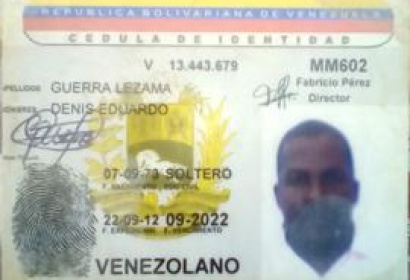 REPUBLICA BOLIVARIANA DE VENEZUELA
CEDULA DE IDENTIDAD
V 13.443.679 MM602
APELLIDOS GUERRA LEZAMA Fabricio Pérez
Director
NOMBRES DENIS EDUARDO
07-09-73 SOLTERO
F. NACIMIENTO EDO CIVIL
22-09-12 09-2022
F. EXPEDICION F. VENCIMIENTO
VENEZOLANO